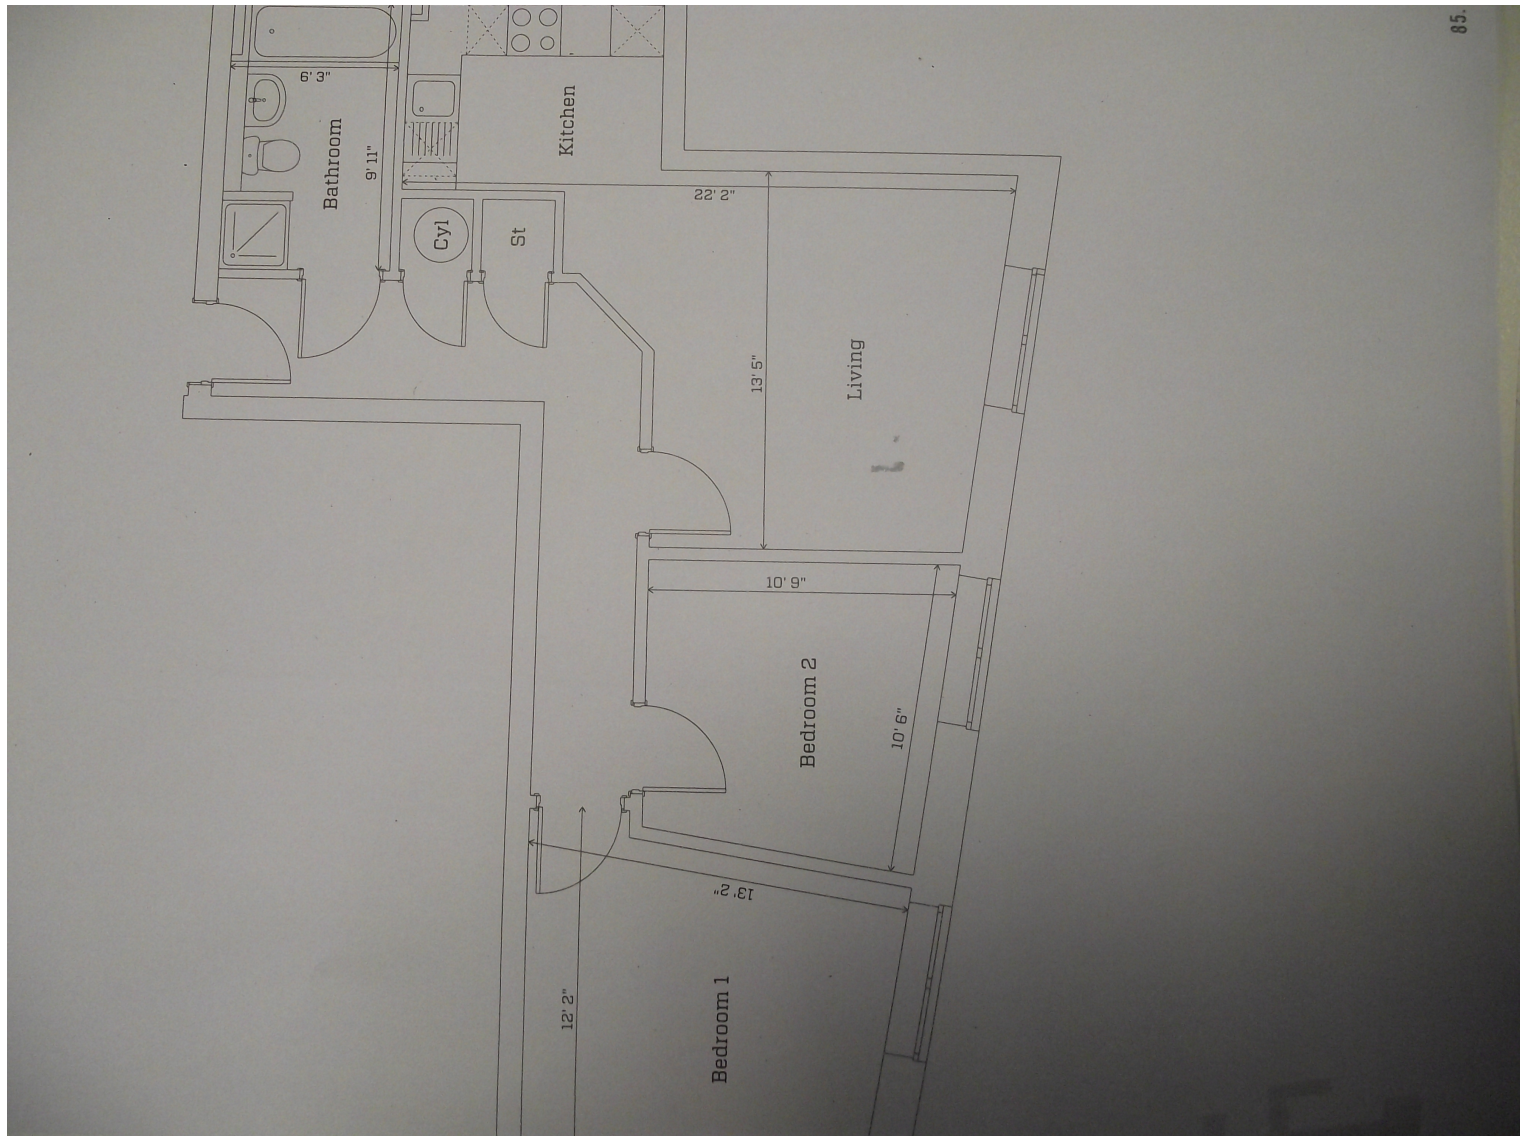 85.
6' 3"
Bathroom
9' 11"
Kitchen
22' 2"
Cyl
St
13' 5"
Living
10' 9"
Bedroom 2
10' 6"
13' 2"
12' 2"
Bedroom 1